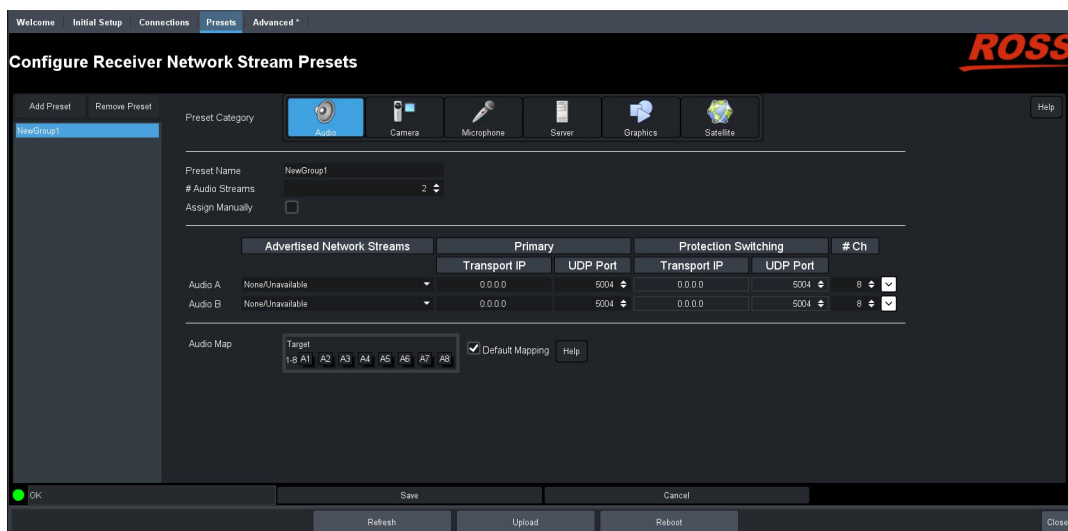 Welcome Initial Setup Connections Presets Advanced *
ROSS
Configure Receiver Network Stream Presets
Add Preset Remove Preset
NewGroup1
Preset Category
Audio Camera Microphone Server Graphics Satellite
Help
Preset Name NewGroup1
# Audio Streams 2
Assign Manually
Advertised Network Streams Primary Protection Switching # Ch
Transport IP UDP Port Transport IP UDP Port
Audio A None/Unavailable 0.0.0.0 5004 0.0.0.0 5004 8
Audio B None/Unavailable 0.0.0.0 5004 0.0.0.0 5004 8
Audio Map
Target
1-8 A1 A2 A3 A4 A5 A6 A7 A8
Default Mapping Help
OK Save Cancel
Refresh Upload Reboot Close